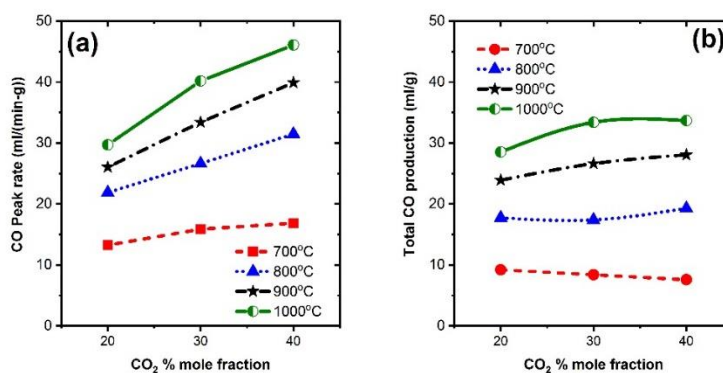 (a)
CO Peak rate (ml/(min-g))
50
40
30
20
10
0
700°C
800°C
900°C
1000°C
20 30 40
CO₂ % mole fraction
(b)
Total CO production (ml/g)
50
40
30
20
10
0
700°C
800°C
900°C
1000°C
20 30 40
CO₂ % mole fraction